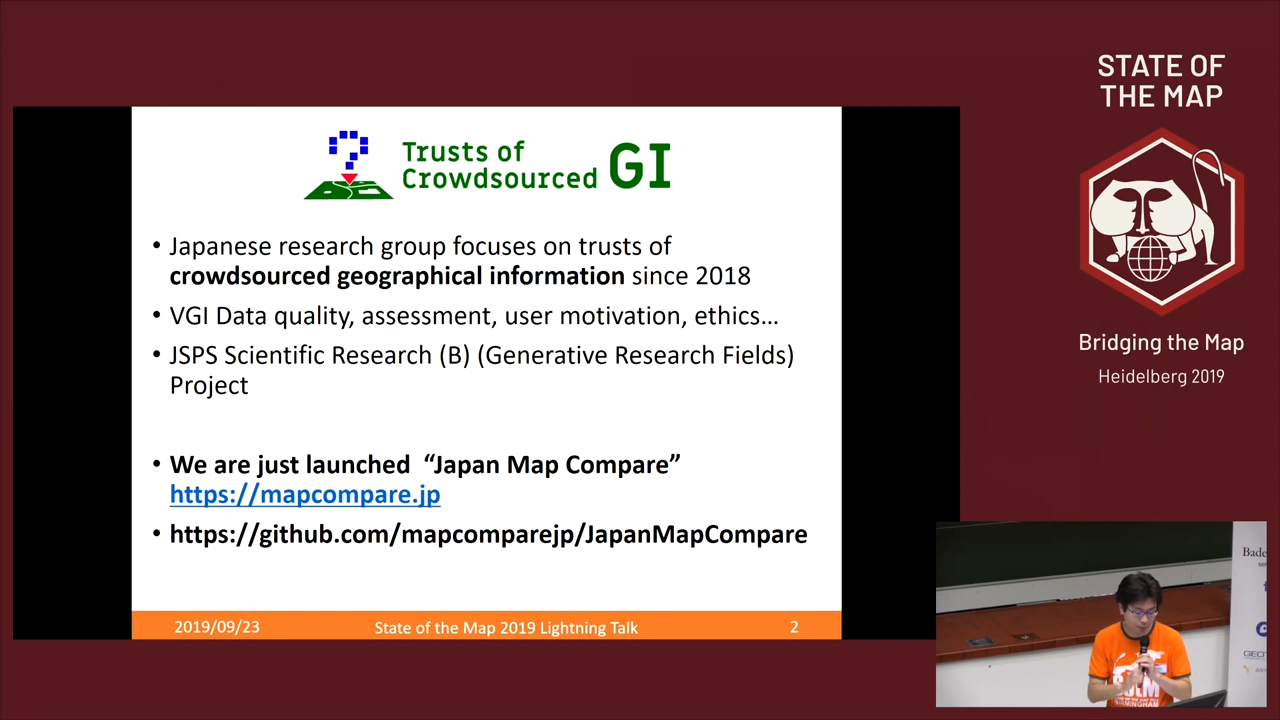 STATE OF
THE MAP
Trusts of
Crowdsourced GI
• Japanese research group focuses on trusts of
crowdsourced geographical information since 2018
• VGI Data quality, assessment, user motivation, ethics...
• JSPS Scientific Research (B) (Generative Research Fields)
Project
• We are just launched “Japan Map Compare”
https://mapcompare.jp
• https://github.com/mapcomparejp/JapanMapCompare
2019/09/23
State of the Map 2019 Lightning Talk
2
Bridging the Map
Heidelberg 2019